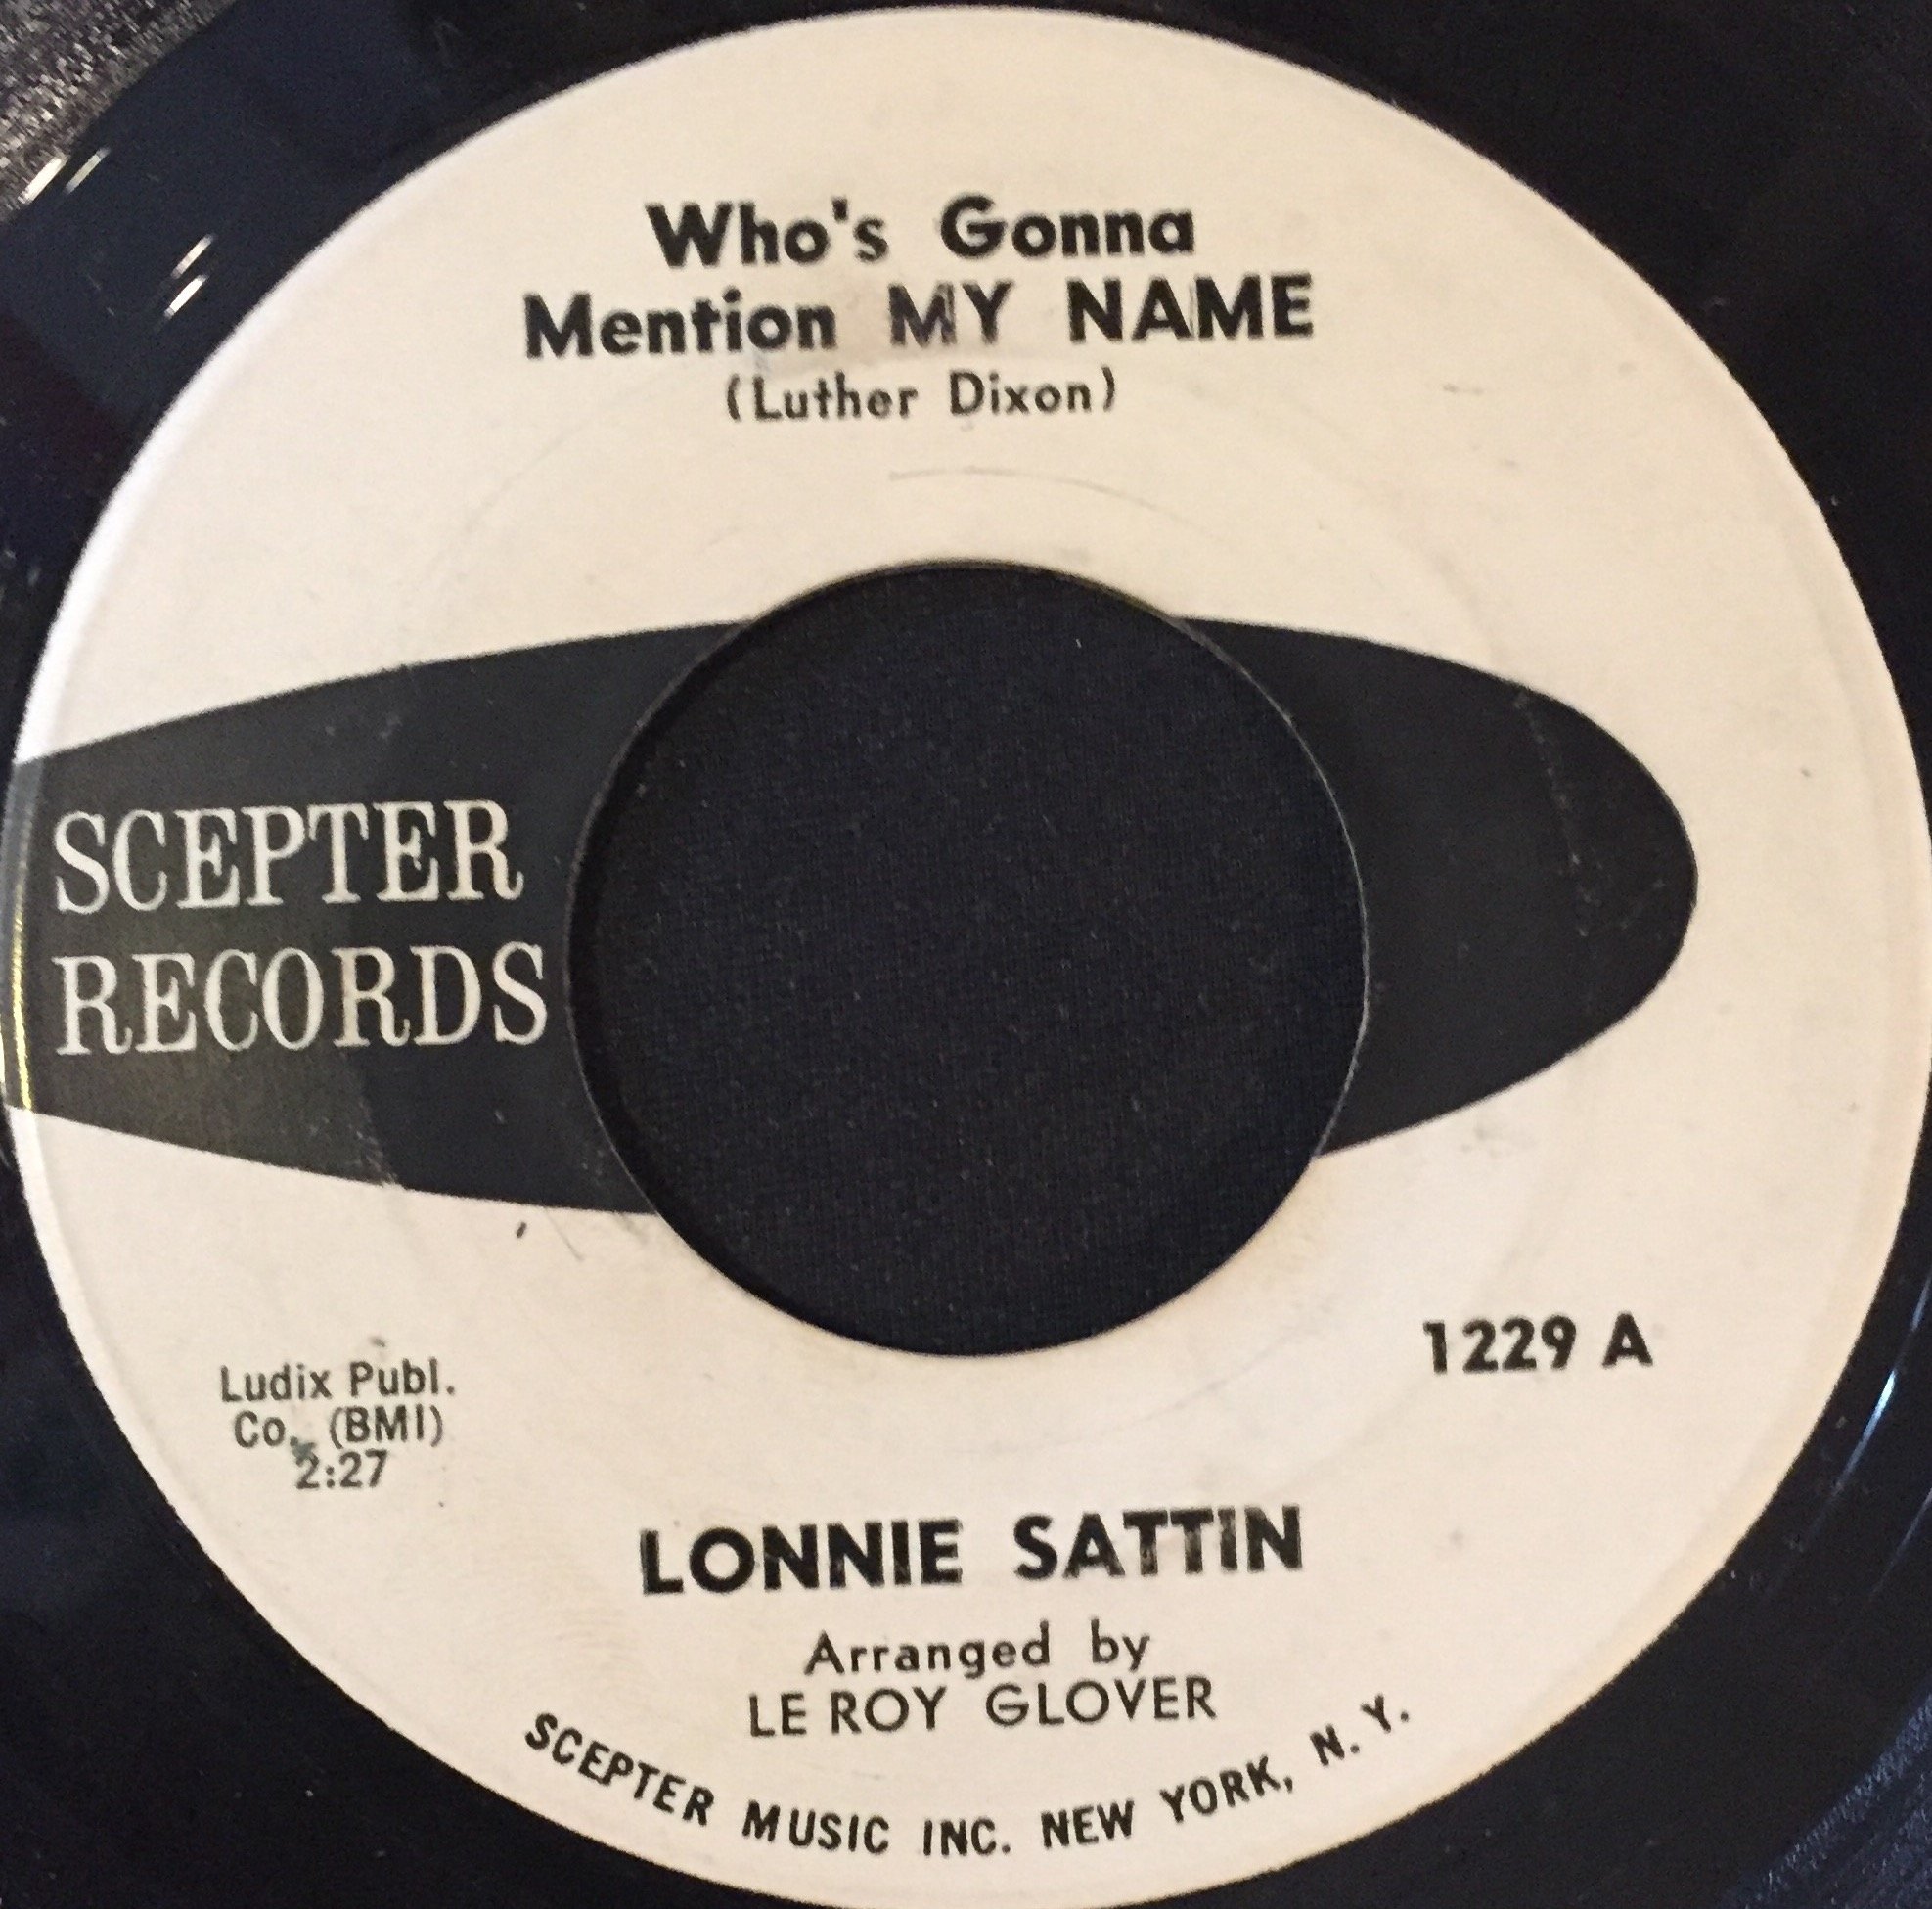 Who's Gonna
Mention MY NAME
(Luther Dixon)
SCEPTER
RECORDS
1229 A
Ludix Publ.
Co. (BMI)
2:27
LONNIE SATTIN
Arranged by
LE ROY GLOVER
SCEPTER MUSIC INC. NEW YORK, N. Y.